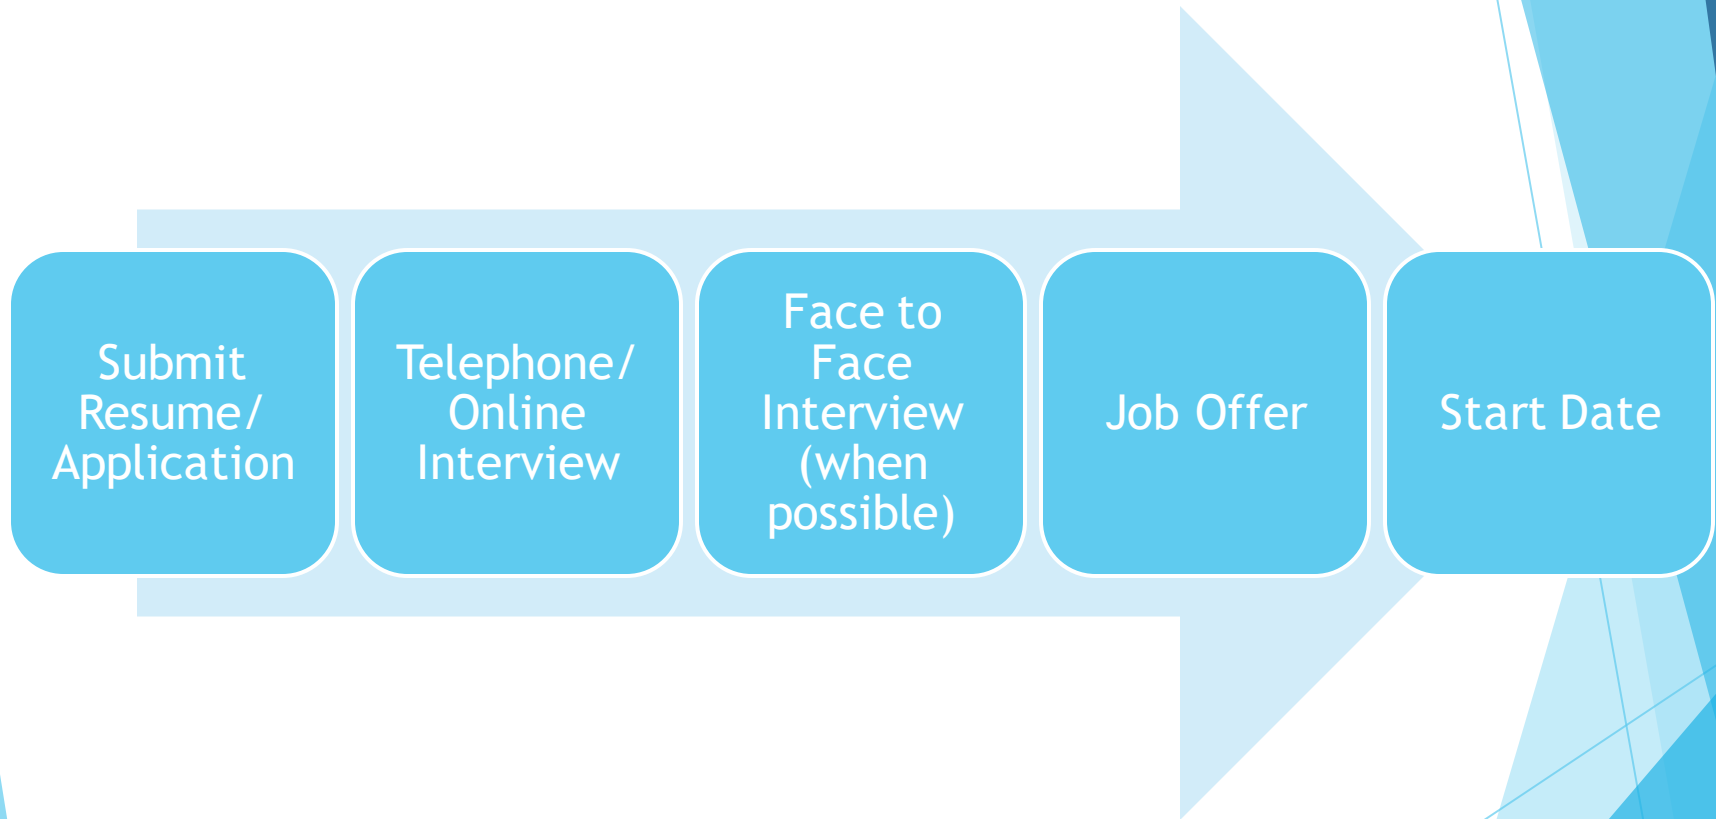 Submit
Resume/
Application
Telephone/
Online
Interview
Face to
Face
Interview
(when
possible)
Job Offer
Start Date